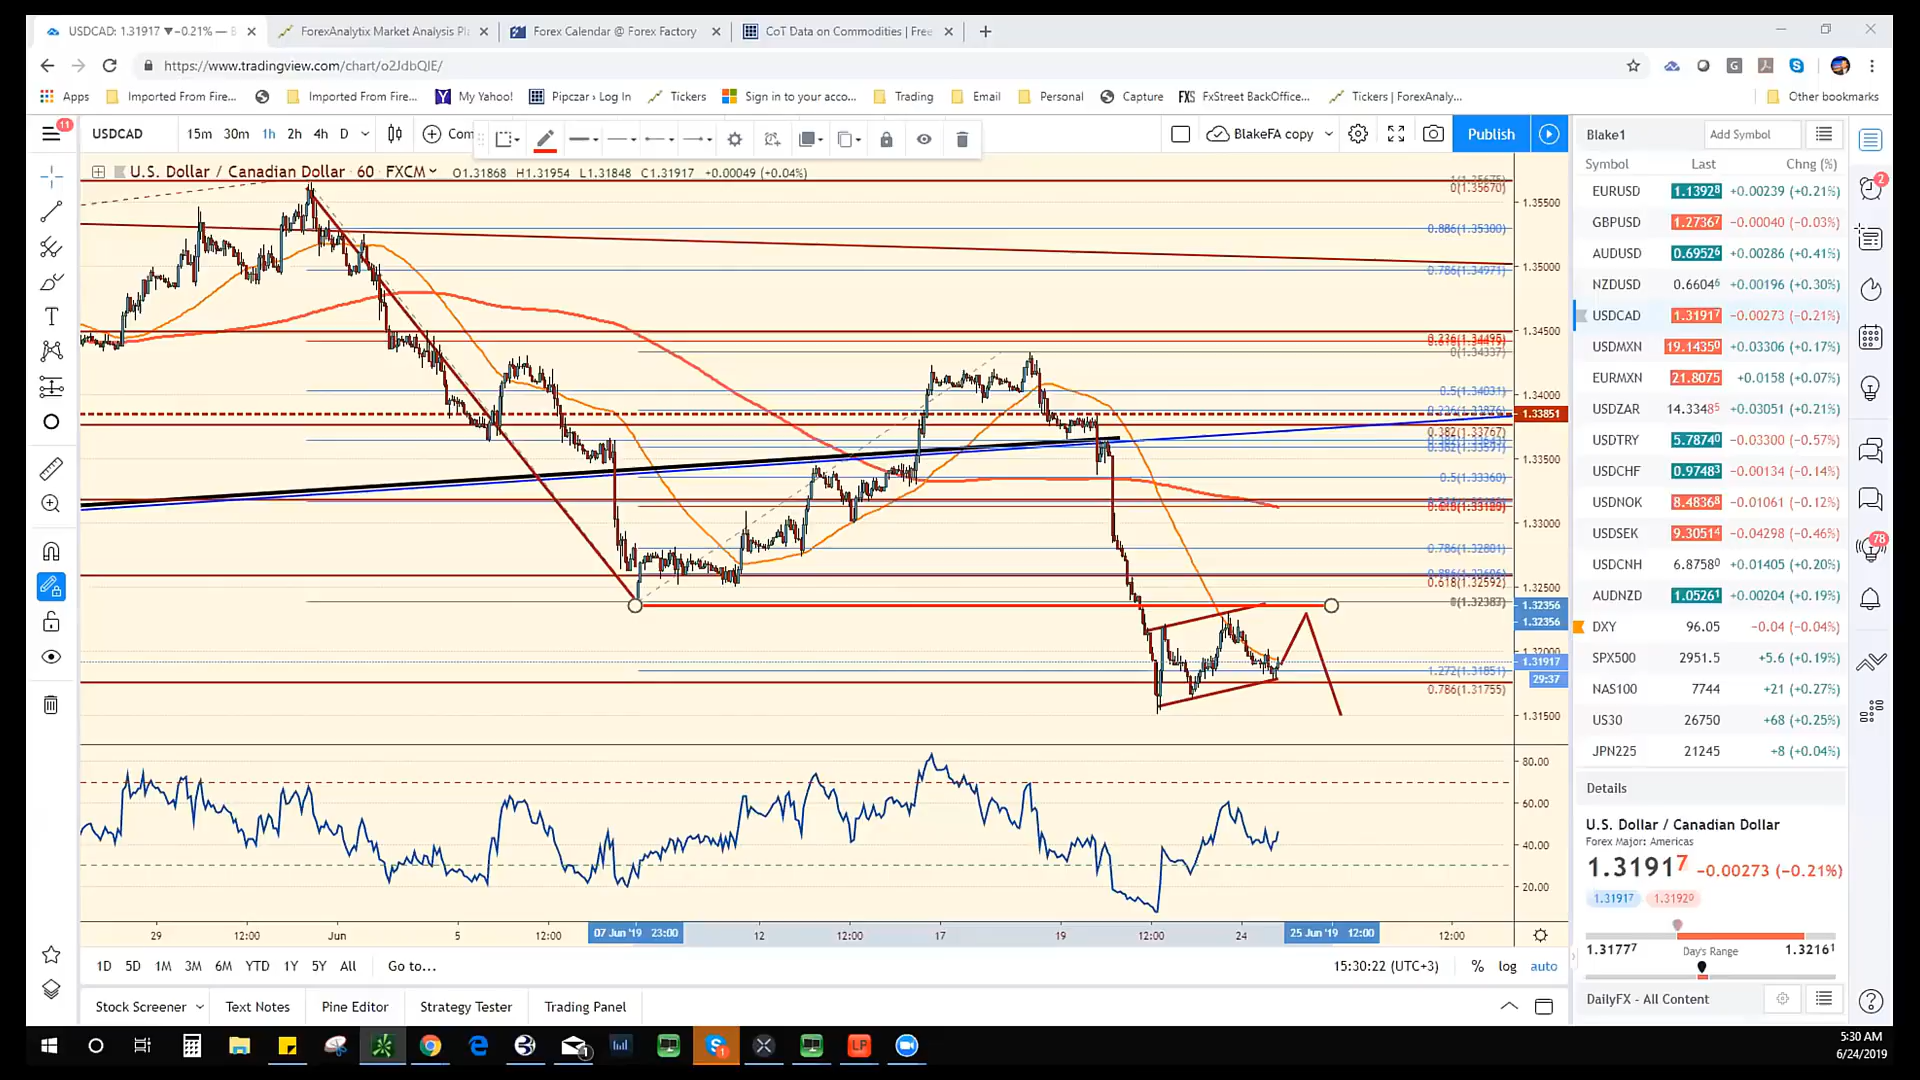 USDCAD: 1.31917 ▼−0.21% — B
ForexAnalytix Market Analysis Pl
Forex Calendar @ Forex Factory
CoT Data on Commodities | Free
https://www.tradingview.com/chart/o2JdbQIE/
Apps
Imported From Fire...
Imported From Fire...
My Yahoo!
Pipczar › Log In
Tickers
Sign in to your acco...
Trading
Email
Personal
Capture
FXS FxStreet BackOffice...
Tickers | ForexAnaly...
Other bookmarks
11
USDCAD
15m 30m 1h 2h 4h D
Com
BlakeFA copy
Publish
U.S. Dollar / Canadian Dollar · 60 · FXCM
O1.31868 H1.31954 L1.31848 C1.31917 +0.00049 (+0.04%)
0(1.35670)
1.35500
0.886(1.35300)
1.35000
0.786(1.34971)
1.34500
0(1.34337)
1.34000
0.5(1.34031)
1.33851
0.382(1.33767)
0.382(1.33597)
1.33500
0.5(1.33360)
1.33000
0.786(1.32801)
1.32500
0.618(1.32592)
1.32356
1.32356
1.32000
1.31917
29:37
1.272(1.31851)
0.786(1.31755)
1.31500
80.00
60.00
40.00
20.00
29 12:00 Jun 5 12:00 07 Jun '19 23:00 12 12:00 17 19 12:00 24 25 Jun '19 12:00 12:00
1D 5D 1M 3M 6M YTD 1Y 5Y All Go to...
15:30:22 (UTC+3) % log auto
Stock Screener Text Notes Pine Editor Strategy Tester Trading Panel
Blake1
Add Symbol
Symbol Last Chng (%)
EURUSD 1.13928 +0.00239 (+0.21%)
GBPUSD 1.27367 −0.00040 (−0.03%)
AUDUSD 0.69526 +0.00286 (+0.41%)
NZDUSD 0.66046 +0.00196 (+0.30%)
USDCAD 1.31917 −0.00273 (−0.21%)
USDMXN 19.14350 +0.03306 (+0.17%)
EURMXN 21.8075 +0.0158 (+0.07%)
USDZAR 14.33485 +0.03051 (+0.21%)
USDTRY 5.78740 −0.03300 (−0.57%)
USDCHF 0.97483 −0.00134 (−0.14%)
USDNOK 8.48368 −0.01061 (−0.12%)
USDSEK 9.30514 −0.04298 (−0.46%)
USDCNH 6.87580 +0.01405 (+0.20%)
AUDNZD 1.05261 +0.00204 (+0.19%)
DXY 96.05 −0.04 (−0.04%)
SPX500 2951.5 +5.6 (+0.19%)
NAS100 7744 +21 (+0.27%)
US30 26750 +68 (+0.25%)
JPN225 21245 +8 (+0.04%)
Details
U.S. Dollar / Canadian Dollar
Forex Major: Americas
1.31917 −0.00273 (−0.21%)
1.31917 1.31920
1.31777 Day's Range 1.32161
DailyFX - All Content
2
78
1
1
LP
5:30 AM
6/24/2019